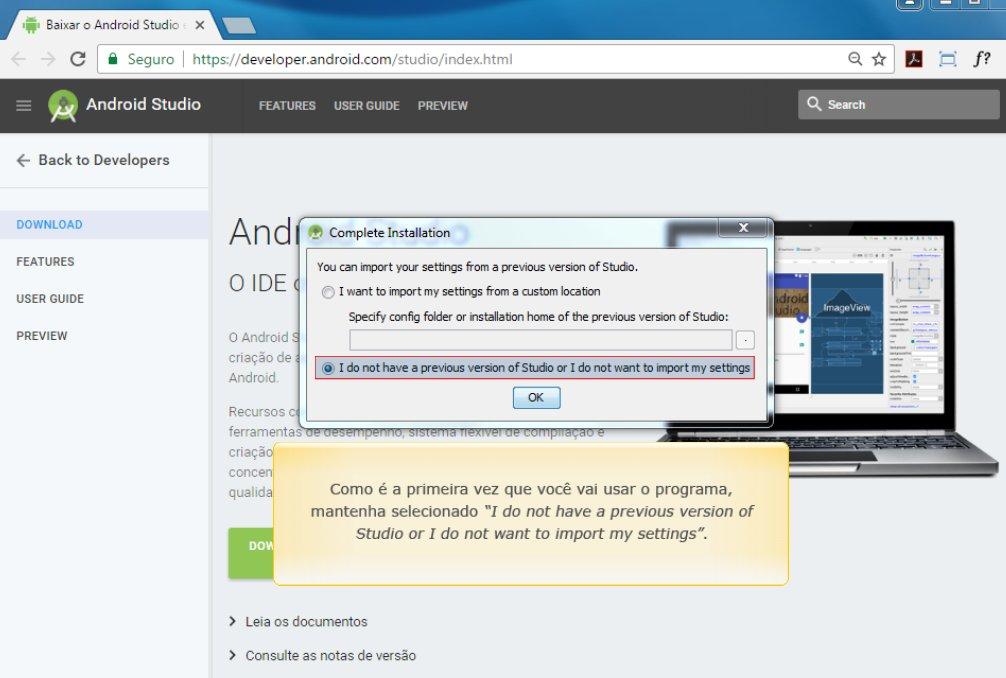 Baixar o Android Studio e
Seguro
https://developer.android.com/studio/index.html
f?
Android Studio
FEATURES
USER GUIDE
PREVIEW
Search
Back to Developers
DOWNLOAD
FEATURES
USER GUIDE
PREVIEW
Android Studio
O IDE
O Android S
criação de a
Android.
Recursos co
ferramentas de desempenho, sistema flexível de compilação e
criação
concen
qualida
DOW
Leia os documentos
Consulte as notas de versão
Complete Installation
X
You can import your settings from a previous version of Studio.
I want to import my settings from a custom location
Specify config folder or installation home of the previous version of Studio:
I do not have a previous version of Studio or I do not want to import my settings
OK
Como é a primeira vez que você vai usar o programa,
mantenha selecionado “I do not have a previous version of
Studio or I do not want to import my settings”.
ImageView